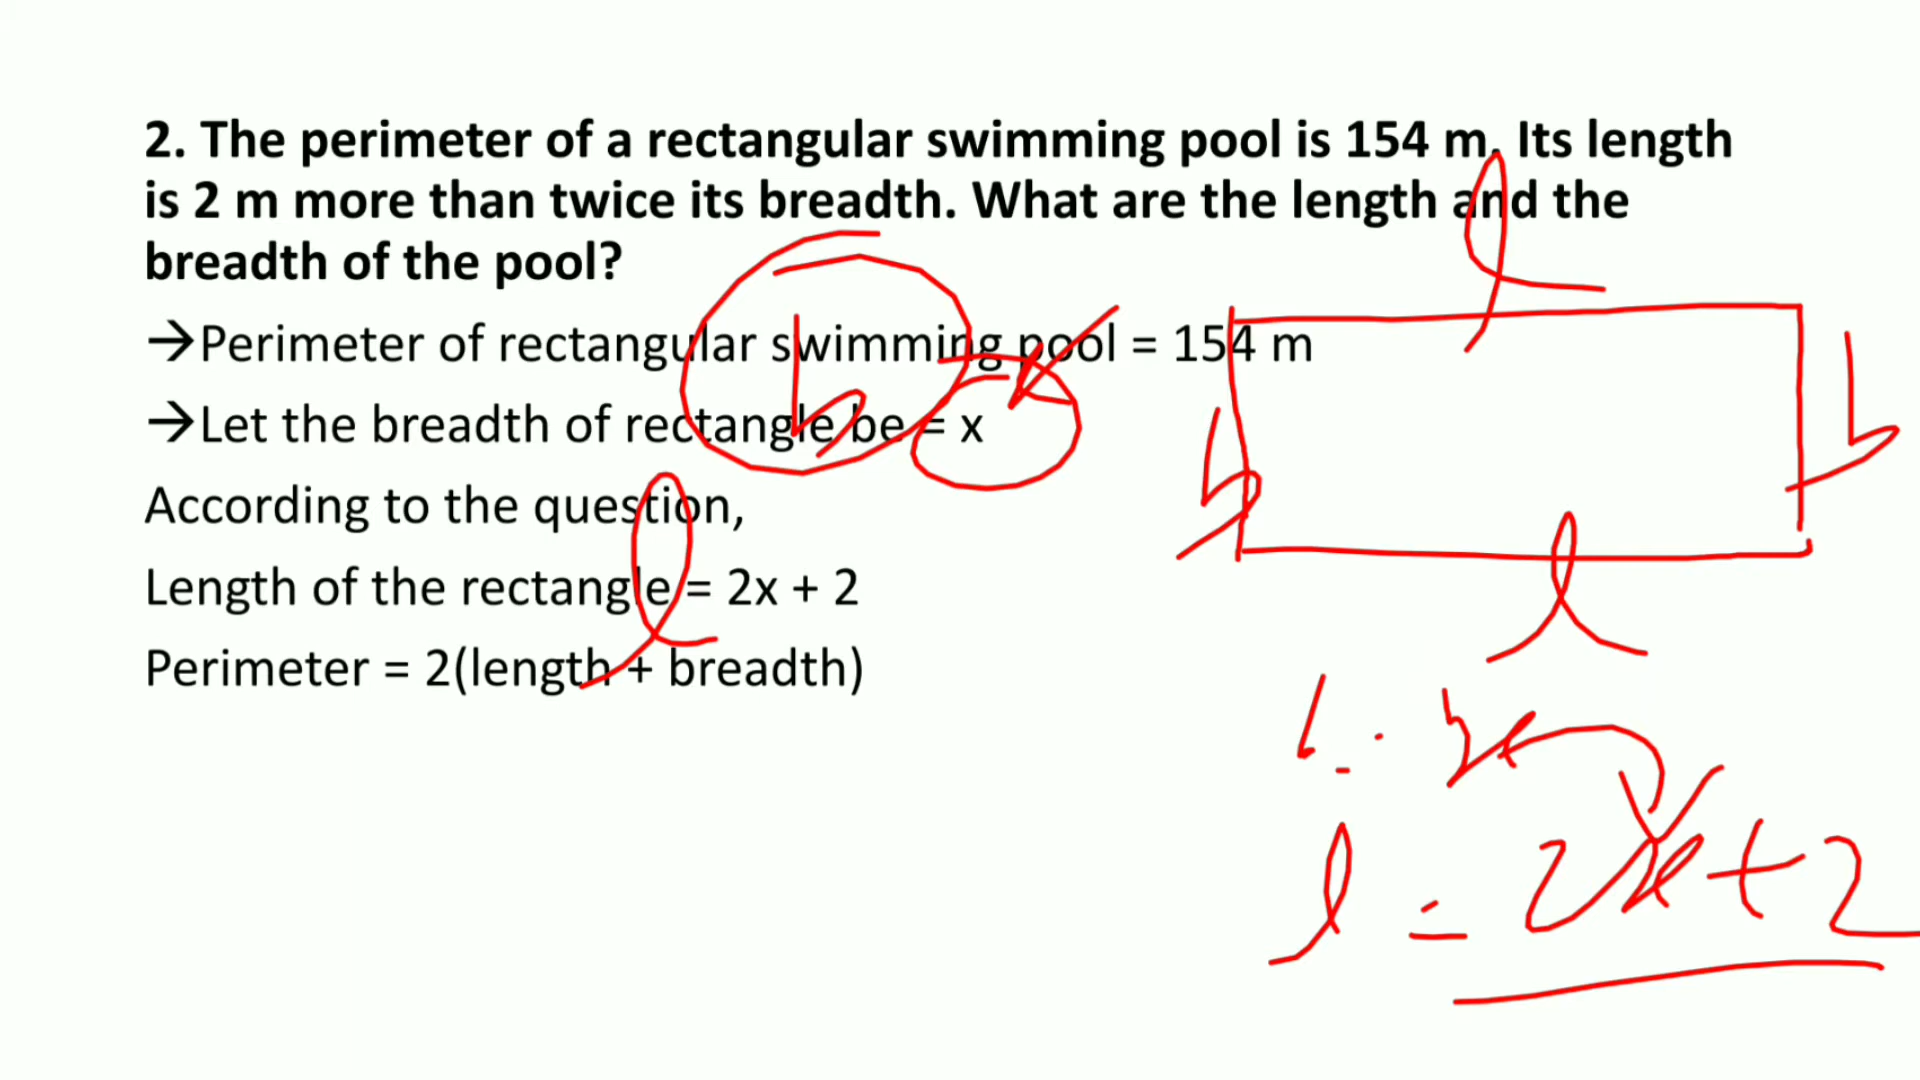 2. The perimeter of a rectangular swimming pool is 154 m. Its length
is 2 m more than twice its breadth. What are the length and the
breadth of the pool?
→Perimeter of rectangular swimming pool = 154 m
→Let the breadth of rectangle be = x
According to the question,
Length of the rectangle = 2x + 2
Perimeter = 2(length + breadth)
l
b
b
l
b
l
l = 2x+2